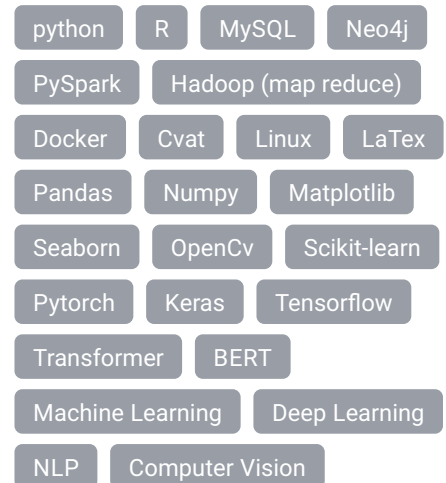 python R MySQL Neo4j
PySpark Hadoop (map reduce)
Docker Cvat Linux LaTex
Pandas Numpy Matplotlib
Seaborn OpenCv Scikit-learn
Pytorch Keras Tensorflow
Transformer BERT
Machine Learning Deep Learning
NLP Computer Vision